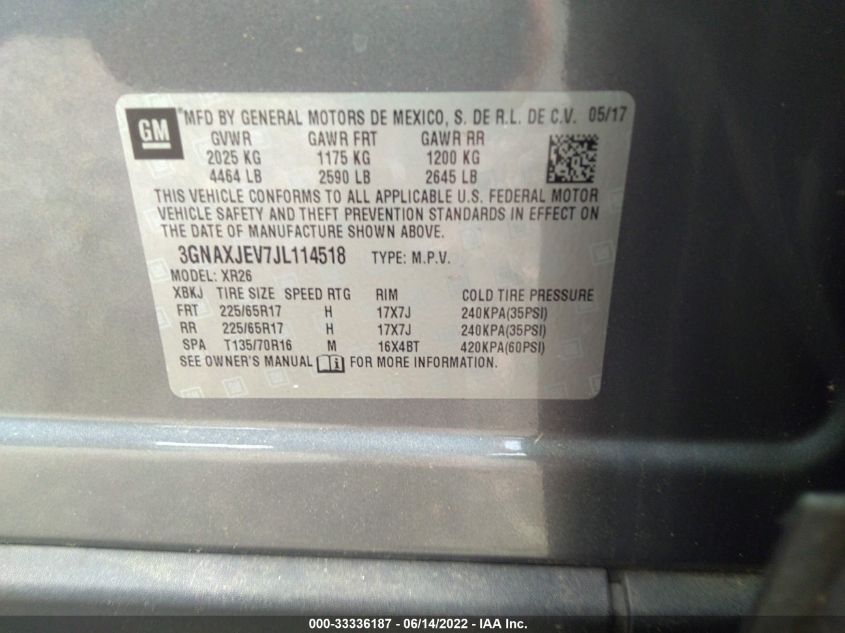 GM
*MFD BY GENERAL MOTORS DE MEXICO, S. DE R.L. DE C.V. 05/17
GVWR GAWR FRT GAWR RR
2025 KG 1175 KG 1200 KG
4464 LB 2590 LB 2645 LB
THIS VEHICLE CONFORMS TO ALL APPLICABLE U.S. FEDERAL MOTOR
VEHICLE SAFETY AND THEFT PREVENTION STANDARDS IN EFFECT ON
THE DATE OF MANUFACTURE SHOWN ABOVE.
3GNAXJEV7JL114518 TYPE: M.P.V.
MODEL: XR26
XBKJ TIRE SIZE SPEED RTG RIM COLD TIRE PRESSURE
FRT 225/65R17 H 17X7J 240KPA(35PSI)
RR 225/65R17 H 17X7J 240KPA(35PSI)
SPA T135/70R16 M 16X4BT 420KPA(60PSI)
SEE OWNER'S MANUAL i FOR MORE INFORMATION.
000-33336187 - 06/14/2022 - IAA Inc.